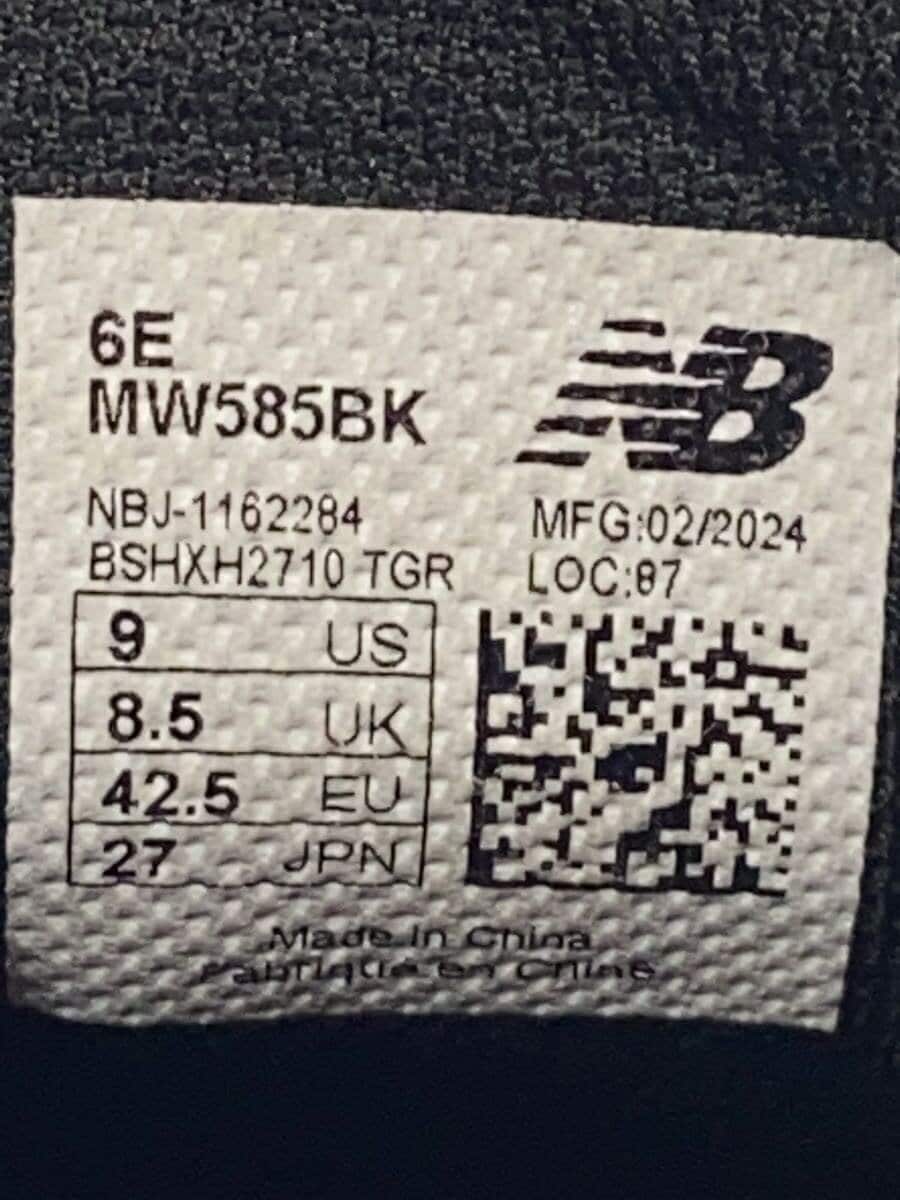 6E
MW585BK
NB
NBJ-1162284
BSHXH2710 TGR
MFG:02/2024
LOC:87
9 US
8.5 UK
42.5 EU
27 JPN
Made in China
Fabriqué en Chine